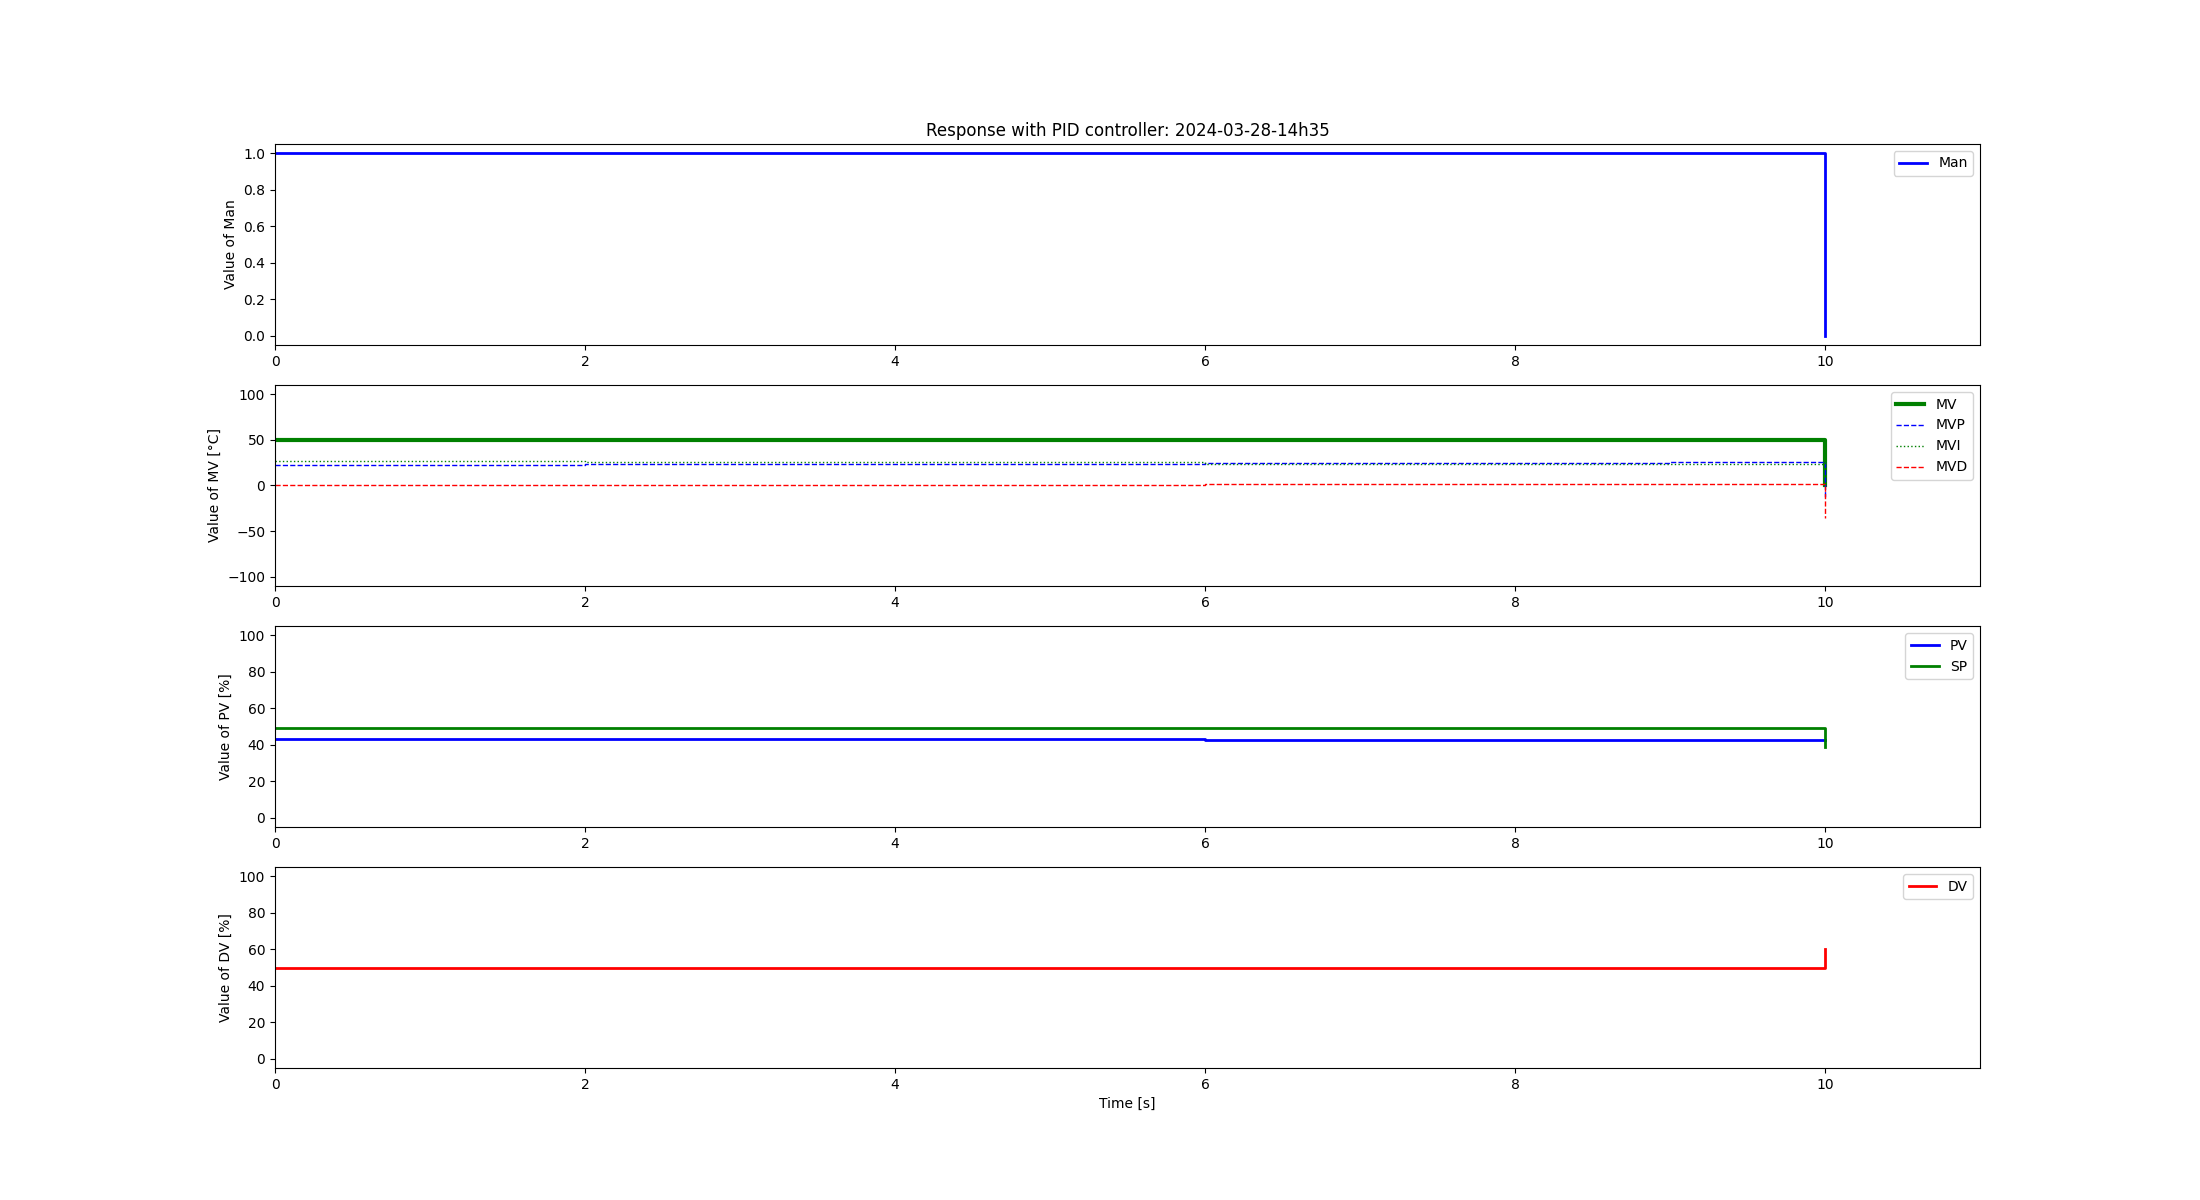 Response with PID controller: 2024-03-28-14h35
Value of Man
1.0
0.8
0.6
0.4
0.2
0.0
0 2 4 6 8 10
Man
Value of MV [°C]
100
50
0
−50
−100
0 2 4 6 8 10
MV
MVP
MVI
MVD
Value of PV [%]
100
80
60
40
20
0
0 2 4 6 8 10
PV
SP
Value of DV [%]
100
80
60
40
20
0
0 2 4 6 8 10
DV
Time [s]